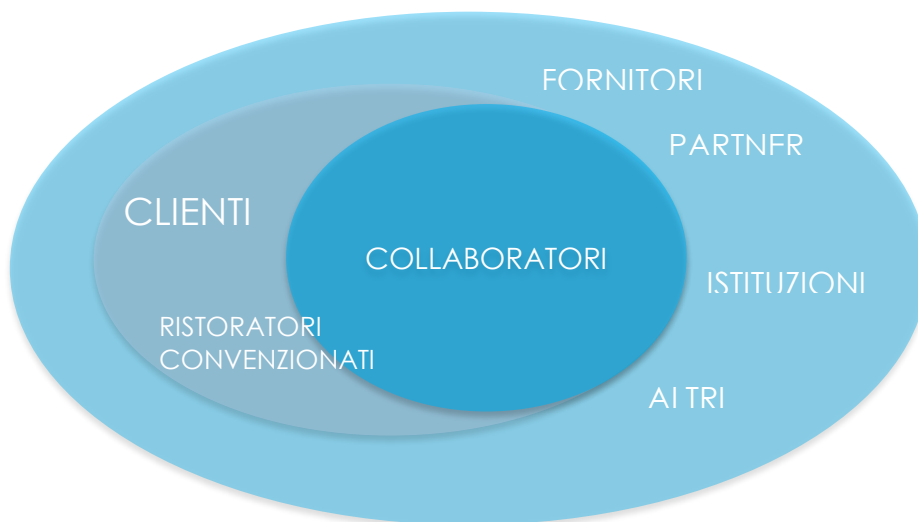 FORNITORI
PARTNER
CLIENTI
COLLABORATORI
ISTITUZIONI
RISTORATORI
CONVENZIONATI
ALTRI